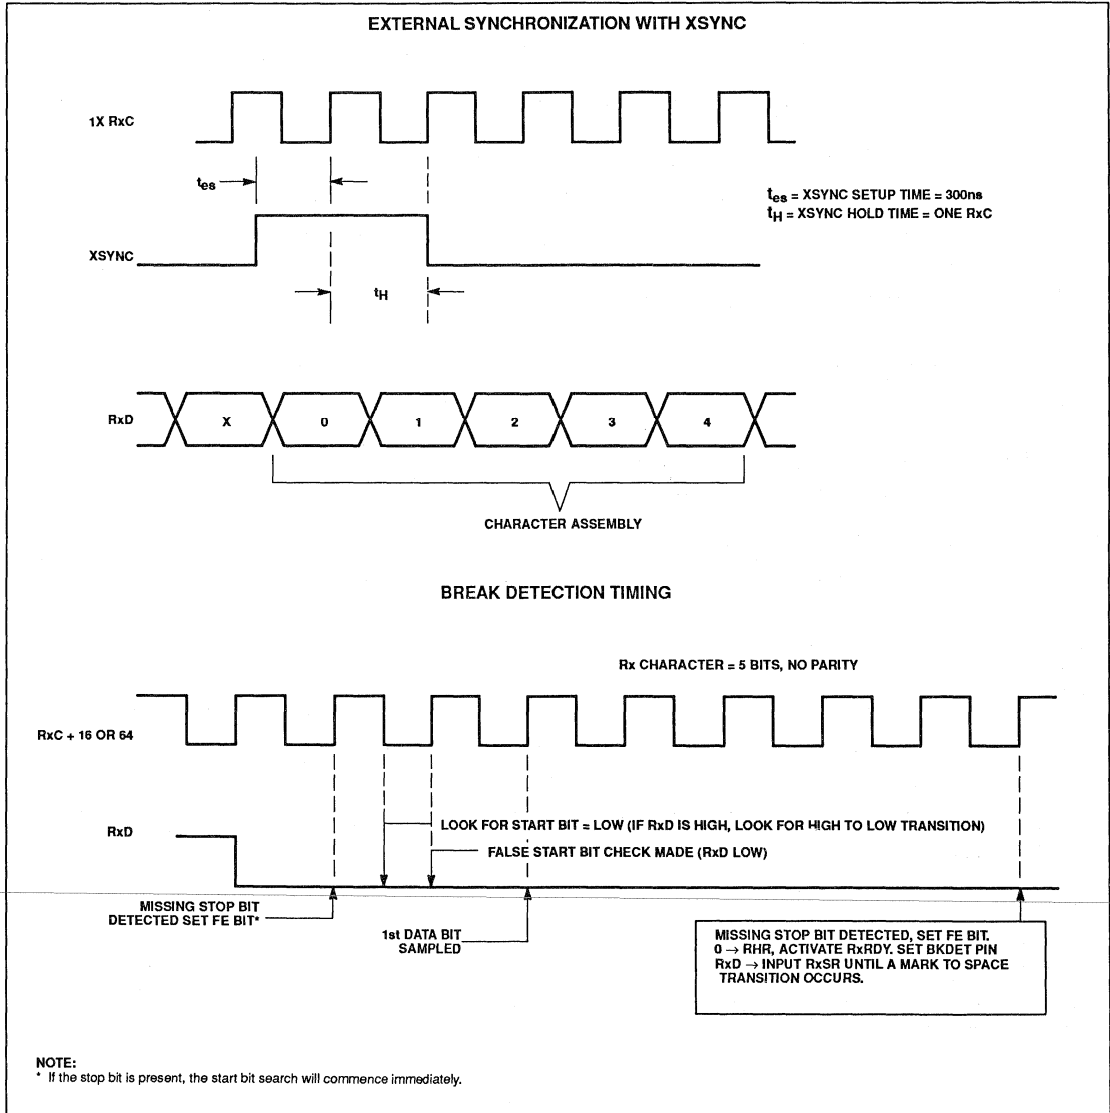 EXTERNAL SYNCHRONIZATION WITH XSYNC
1X RxC
tes
tes = XSYNC SETUP TIME = 300ns
tH = XSYNC HOLD TIME = ONE RxC
XSYNC
tH
RxD
X 0 1 2 3 4
CHARACTER ASSEMBLY
BREAK DETECTION TIMING
Rx CHARACTER = 5 BITS, NO PARITY
RxC + 16 OR 64
RxD
LOOK FOR START BIT = LOW (IF RxD IS HIGH, LOOK FOR HIGH TO LOW TRANSITION)
FALSE START BIT CHECK MADE (RxD LOW)
MISSING STOP BIT
DETECTED SET FE BIT*
1st DATA BIT
SAMPLED
MISSING STOP BIT DETECTED, SET FE BIT.
0 → RHR, ACTIVATE RxRDY. SET BKDET PIN
RxD → INPUT RxSR UNTIL A MARK TO SPACE
TRANSITION OCCURS.
NOTE:
* If the stop bit is present, the start bit search will commence immediately.